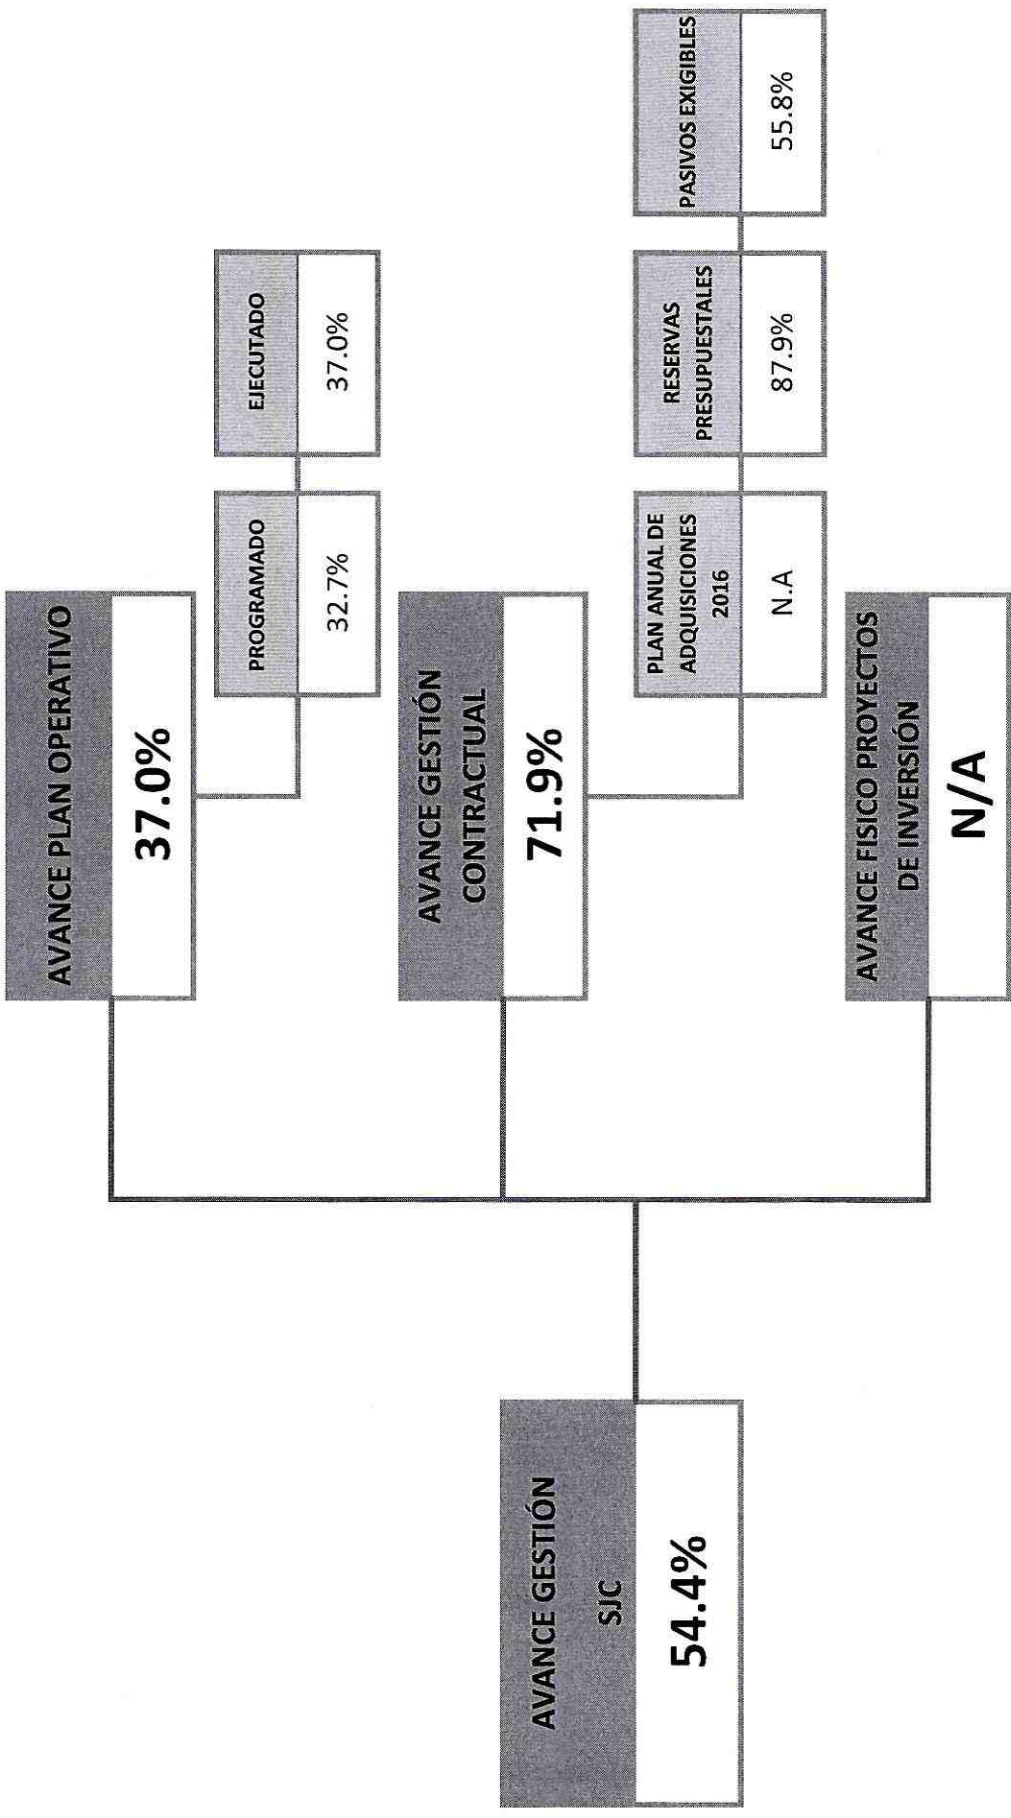 AVANCE GESTIÓN
SJC
54.4%
AVANCE PLAN OPERATIVO
37.0%
PROGRAMADO
32.7%
EJECUTADO
37.0%
AVANCE GESTIÓN
CONTRACTUAL
71.9%
PLAN ANUAL DE
ADQUISICIONES
2016
N.A
RESERVAS
PRESUPUESTALES
87.9%
PASIVOS EXIGIBLES
55.8%
AVANCE FISICO PROYECTOS
DE INVERSIÓN
N/A